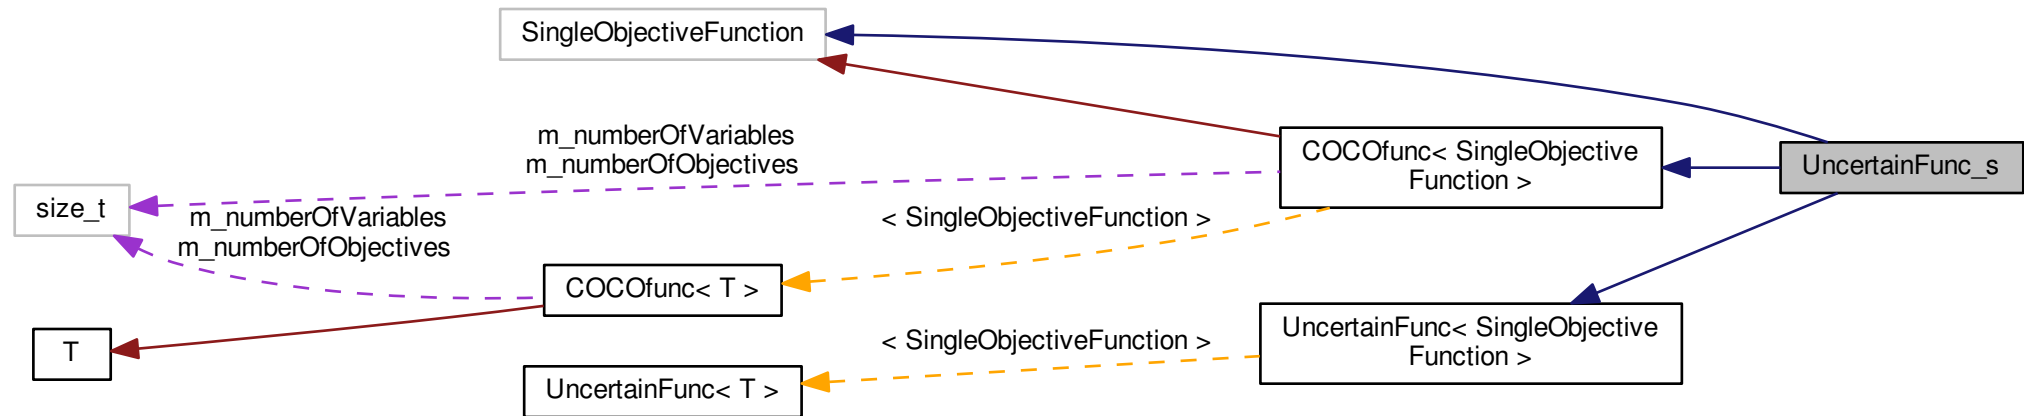 SingleObjectiveFunction
m_numberOfVariables
m_numberOfObjectives
COCOfunc< SingleObjective
Function >
UncertainFunc_s
size_t
m_numberOfVariables
m_numberOfObjectives
< SingleObjectiveFunction >
COCOfunc< T >
T
< SingleObjectiveFunction >
UncertainFunc< SingleObjective
Function >
UncertainFunc< T >